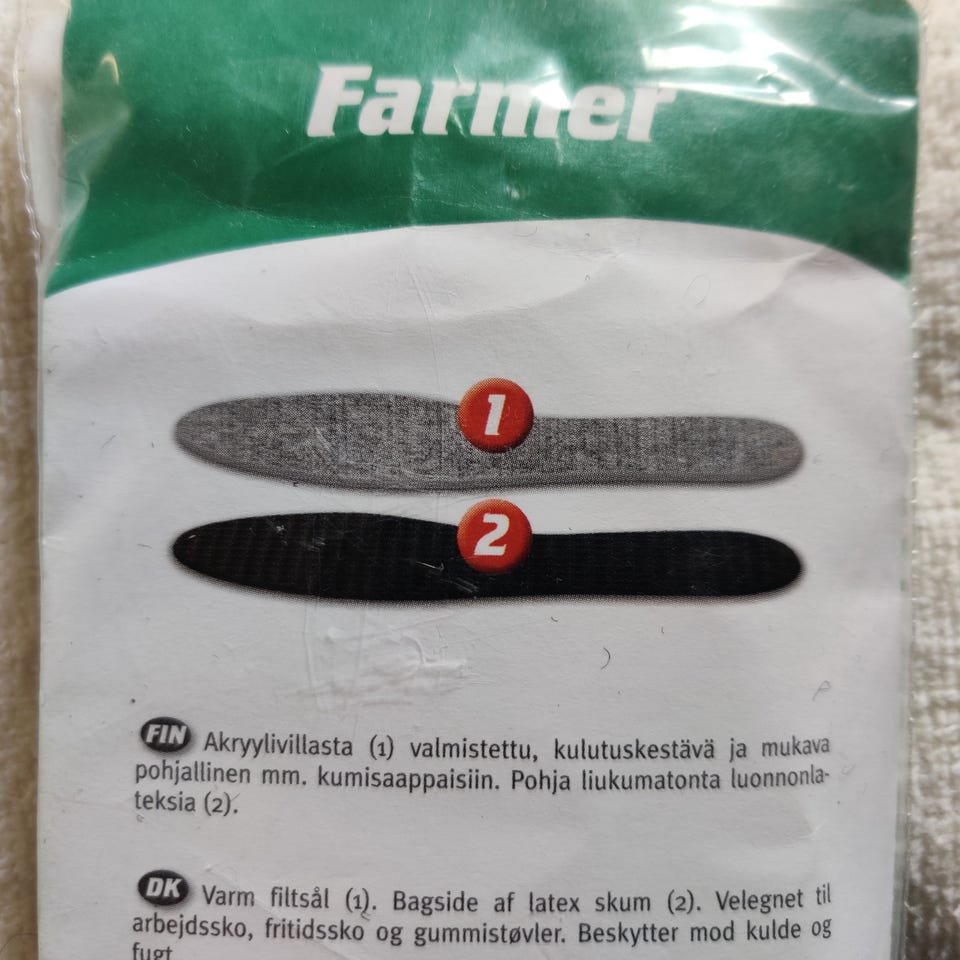 Farmer
1
2
FIN Akryylivillasta (1) valmistettu, kulutuskestävä ja mukava
pohjallinen mm. kumisaappaisiin. Pohja liukumatonta luonnonla-
teksia (2).
DK Varm filtsål (1). Bagside af latex skum (2). Velegnet til
arbejdssko, fritidssko og gummistøvler. Beskytter mod kulde og
fugt